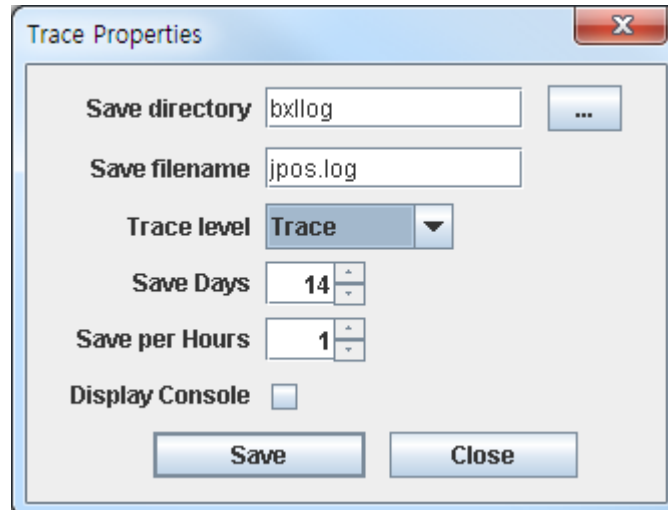 Trace Properties
Save directory bxllog ...
Save filename jpos.log
Trace level Trace
Save Days 14
Save per Hours 1
Display Console
Save Close